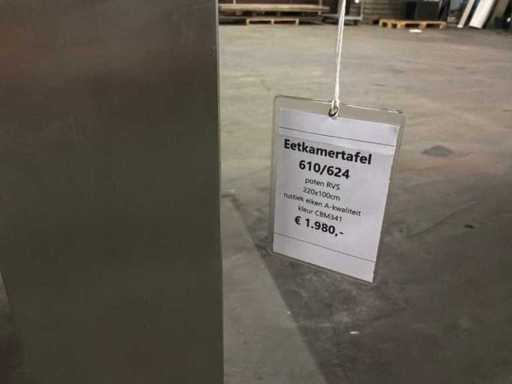 Eetkamertafel
610/624
poten RVS
220x100cm
rustiek eiken A-kwaliteit
kleur CBM341
€ 1.980,-